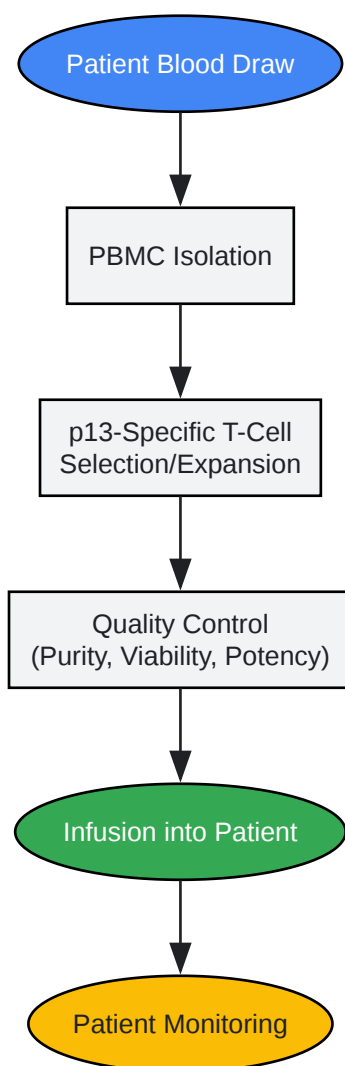 Patient Blood Draw
PBMC Isolation
p13-Specific T-Cell
Selection/Expansion
Quality Control
(Purity, Viability, Potency)
Infusion into Patient
Patient Monitoring